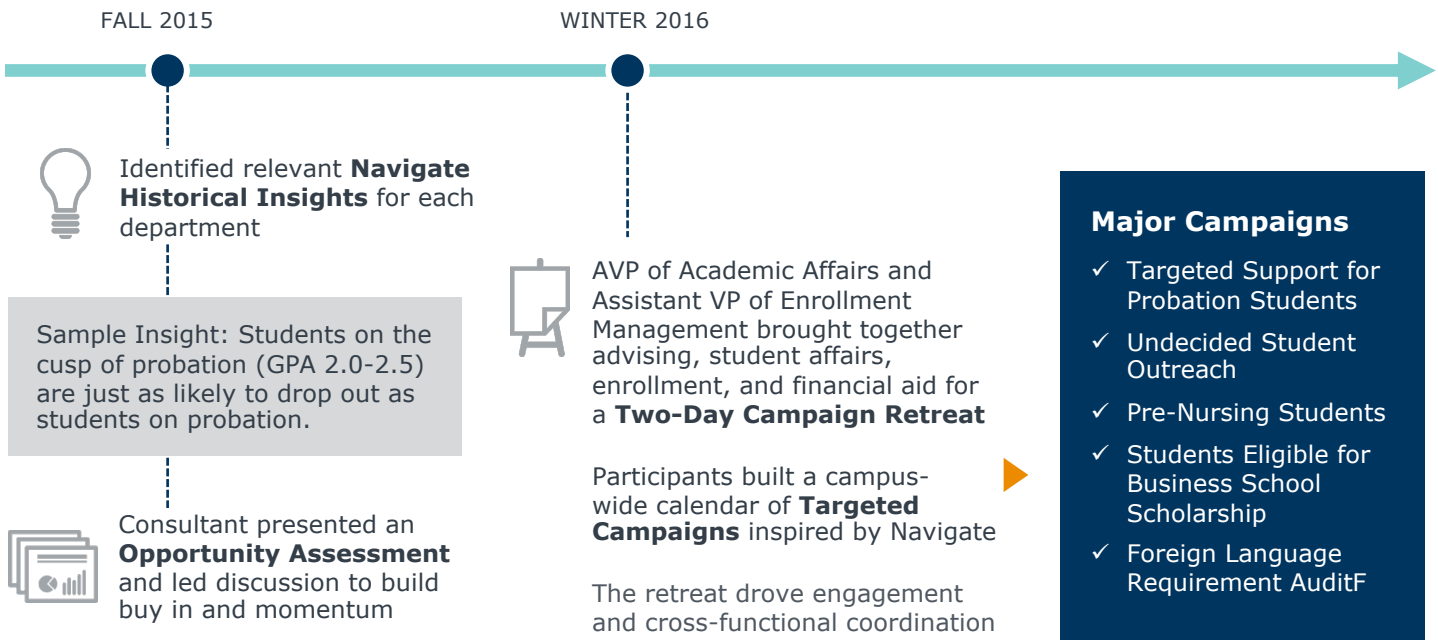 FALL 2015
WINTER 2016
Identified relevant Navigate
Historical Insights for each
department
Sample Insight: Students on the
cusp of probation (GPA 2.0-2.5)
are just as likely to drop out as
students on probation.
Consultant presented an
Opportunity Assessment
and led discussion to build
buy in and momentum
AVP of Academic Affairs and
Assistant VP of Enrollment
Management brought together
advising, student affairs,
enrollment, and financial aid for
a Two-Day Campaign Retreat
Participants built a campus-
wide calendar of Targeted
Campaigns inspired by Navigate
The retreat drove engagement
and cross-functional coordination
Major Campaigns
✓ Targeted Support for
Probation Students
✓ Undecided Student
Outreach
✓ Pre-Nursing Students
✓ Students Eligible for
Business School
Scholarship
✓ Foreign Language
Requirement AuditF